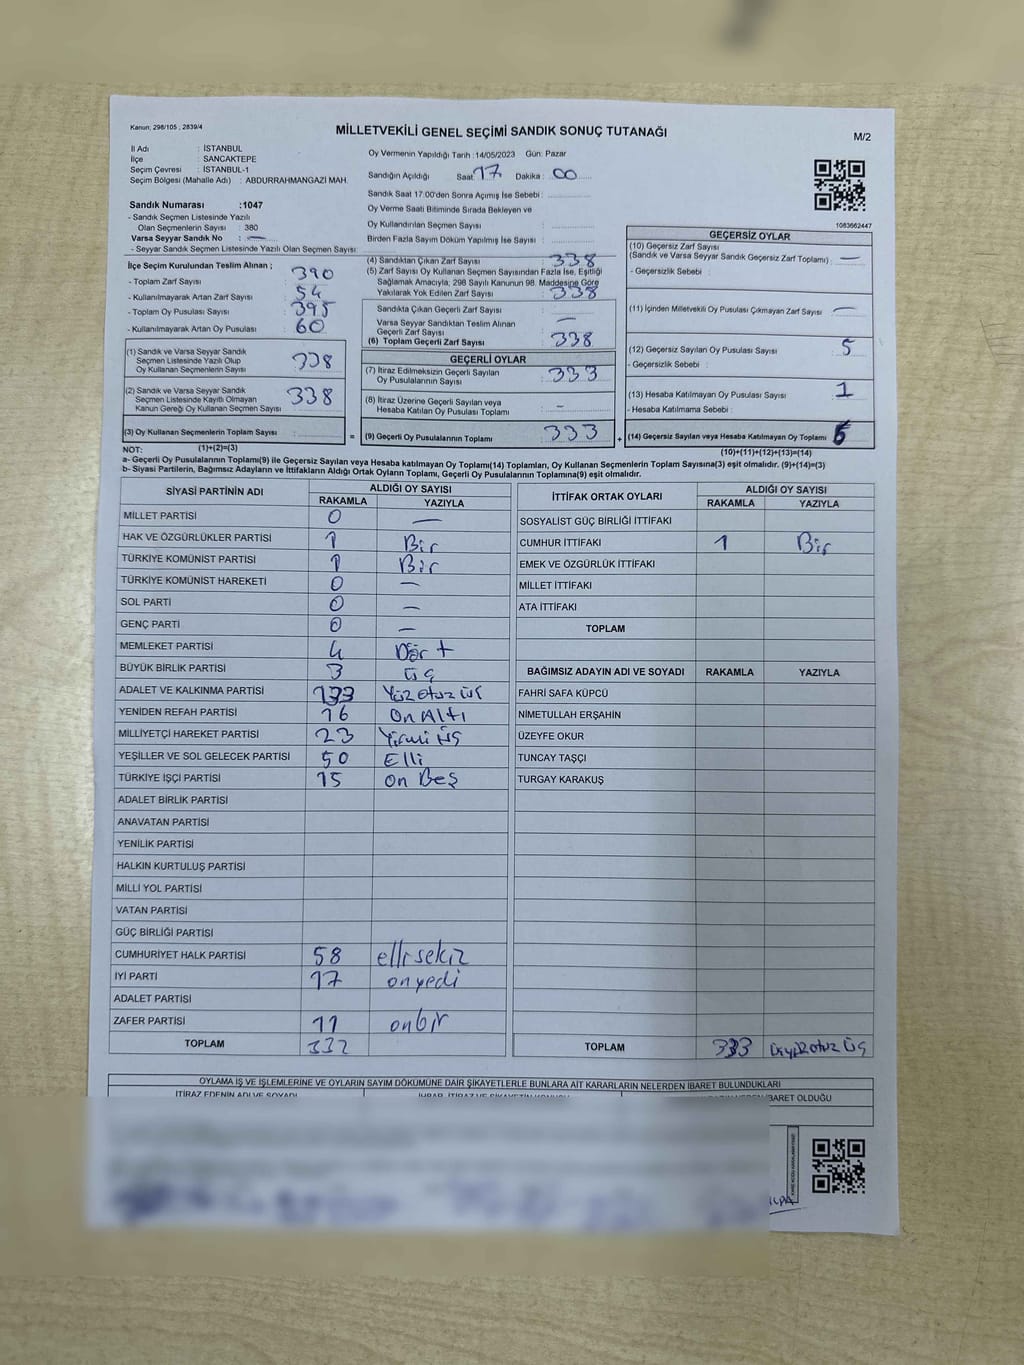 Kanun; 298/105 , 2839/4
MİLLETVEKİLİ GENEL SEÇİMİ SANDIK SONUÇ TUTANAĞI
M/2
İl Adı : İSTANBUL
İlçe : SANCAKTEPE
Seçim Çevresi : İSTANBUL-1
Seçim Bölgesi (Mahalle Adı) : ABDURRAHMANGAZİ MAH.
Sandık Numarası :1047
- Sandık Seçmen Listesinde Yazılı
Olan Seçmenlerin Sayısı : 380
Varsa Seyyar Sandık No : —
- Seyyar Sandık Seçmen Listesinde Yazılı Olan Seçmen Sayısı:
Oy Vermenin Yapıldığı Tarih :14/05/2023 Gün: Pazar
Sandığın Açıldığı Saat 17 Dakika : 00
Sandık Saat 17:00'den Sonra Açımış İse Sebebi :
Oy Verme Saati Bitiminde Sırada Bekleyen ve
Oy Kullandırılan Seçmen Sayısı :
Birden Fazla Sayım Döküm Yapılmış İse Sayısı :
1083662447
İlçe Seçim Kurulundan Teslim Alınan ;
- Toplam Zarf Sayısı : 390
- Kullanılmayarak Artan Zarf Sayısı : 54
- Toplam Oy Pusulası Sayısı : 395
- Kullanılmayarak Artan Oy Pusulası : 60
(1) Sandık ve Varsa Seyyar Sandık
Seçmen Listesinde Yazılı Olup
Oy Kullanan Seçmenlerin Sayısı : 338
(2) Sandık ve Varsa Seyyar Sandık
Seçmen Listesinde Kayıtlı Olmayan
Kanun Gereği Oy Kullanan Seçmen Sayısı : 338
(3) Oy Kullanan Seçmenlerin Toplam Sayısı :
(4) Sandıktan Çıkan Zarf Sayısı : 338
(5) Zarf Sayısı Oy Kullanan Seçmen Sayısından Fazla İse, Eşitliği
Sağlamak Amacıyla; 298 Sayılı Kanunun 98. Maddesine Göre
Yakılarak Yok Edilen Zarf Sayısı : 338
Sandıkta Çıkan Geçerli Zarf Sayısı :
Varsa Seyyar Sandıktan Teslim Alınan
Geçerli Zarf Sayısı : —
(6) Toplam Geçerli Zarf Sayısı : 338
GEÇERLİ OYLAR
(7) İtiraz Edilmeksizin Geçerli Sayılan
Oy Pusulalarının Sayısı : 333
(8) İtiraz Üzerine Geçerli Sayılan veya
Hesaba Katılan Oy Pusulası Toplamı : -
= (9) Geçerli Oy Pusulalarının Toplamı : 333
GEÇERSİZ OYLAR
(10) Geçersiz Zarf Sayısı
(Sandık ve Varsa Seyyar Sandık Geçersiz Zarf Toplamı) : —
- Geçersizlik Sebebi :
(11) İçinden Milletvekili Oy Pusulası Çıkmayan Zarf Sayısı : —
(12) Geçersiz Sayılan Oy Pusulası Sayısı : 5
- Geçersizlik Sebebi :
(13) Hesaba Katılmayan Oy Pusulası Sayısı : 1
- Hesaba Katılmama Sebebi :
+ (14) Geçersiz Sayılan veya Hesaba Katılmayan Oy Toplamı
NOT: (1)+(2)=(3)
(10)+(11)+(12)+(13)=(14)
a- Geçerli Oy Pusulalarının Toplamı(9) ile Geçersiz Sayılan veya Hesaba katılmayan Oy Toplamı(14) Toplamları, Oy Kullanan Seçmenlerin Toplam Sayısına(3) eşit olmalıdır. (9)+(14)=(3)
b- Siyasi Partilerin, Bağımsız Adayların ve İttifakların Aldığı Ortak Oyların Toplamı, Geçerli Oy Pusulalarının Toplamına(9) eşit olmalıdır.
SİYASİ PARTİNİN ADI ALDIĞI OY SAYISI
RAKAMLA YAZIYLA
MİLLET PARTİSİ 0 —
HAK VE ÖZGÜRLÜKLER PARTİSİ 1 Bir
TÜRKİYE KOMÜNİST PARTİSİ 1 Bir
TÜRKİYE KOMÜNİST HAREKETİ 0 —
SOL PARTİ 0 —
GENÇ PARTİ 0 —
MEMLEKET PARTİSİ 4 Dört
BÜYÜK BİRLİK PARTİSİ 3 üç
ADALET VE KALKINMA PARTİSİ 133 Yüz otuz üç
YENİDEN REFAH PARTİSİ 16 On Altı
MİLLİYETÇİ HAREKET PARTİSİ 23 Yirmi üç
YEŞİLLER VE SOL GELECEK PARTİSİ 50 Elli
TÜRKİYE İŞÇİ PARTİSİ 15 on Beş
ADALET BİRLİK PARTİSİ
ANAVATAN PARTİSİ
YENİLİK PARTİSİ
HALKIN KURTULUŞ PARTİSİ
MİLLİ YOL PARTİSİ
VATAN PARTİSİ
GÜÇ BİRLİĞİ PARTİSİ
CUMHURİYET HALK PARTİSİ 58 elli sekiz
İYİ PARTİ 17 onyedi
ADALET PARTİSİ
ZAFER PARTİSİ 11 onbir
TOPLAM 332
İTTİFAK ORTAK OYLARI ALDIĞI OY SAYISI
RAKAMLA YAZIYLA
SOSYALİST GÜÇ BİRLİĞİ İTTİFAKI
CUMHUR İTTİFAKI 1 Bir
EMEK VE ÖZGÜRLÜK İTTİFAKI
MİLLET İTTİFAKI
ATA İTTİFAKI
TOPLAM
BAĞIMSIZ ADAYIN ADI VE SOYADI RAKAMLA YAZIYLA
FAHRİ SAFA KÜPCÜ
NİMETULLAH ERŞAHİN
ÜZEYFE OKUR
TUNCAY TAŞÇI
TURGAY KARAKUŞ
TOPLAM 333 üçyüzotuz üç
OYLAMA İŞ VE İŞLEMLERİNE VE OYLARIN SAYIM DÖKÜMÜNE DAİR ŞİKAYETLERLE BUNLARA AİT KARARLARIN NELERDEN İBARET BULUNDUKLARI
İTİRAZ EDENİN ADI VE SOYADI İBARET OLDUĞU